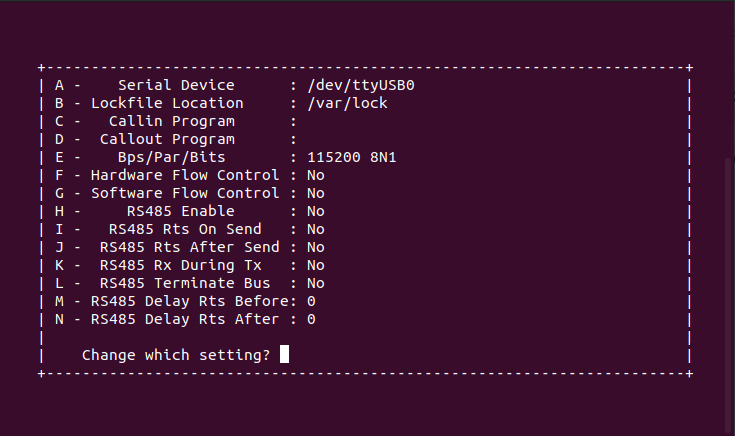 +-----------------------------------------------------------------------+
| A -    Serial Device      : /dev/ttyUSB0                              |
| B - Lockfile Location     : /var/lock                                 |
| C -   Callin Program      :                                           |
| D -  Callout Program      :                                           |
| E -    Bps/Par/Bits       : 115200 8N1                                |
| F - Hardware Flow Control : No                                        |
| G - Software Flow Control : No                                        |
| H -     RS485 Enable      : No                                        |
| I -   RS485 Rts On Send   : No                                        |
| J -  RS485 Rts After Send : No                                        |
| K -  RS485 Rx During Tx   : No                                        |
| L -  RS485 Terminate Bus  : No                                        |
| M - RS485 Delay Rts Before: 0                                         |
| N - RS485 Delay Rts After : 0                                         |
|                                                                       |
|    Change which setting?                                              |
+-----------------------------------------------------------------------+